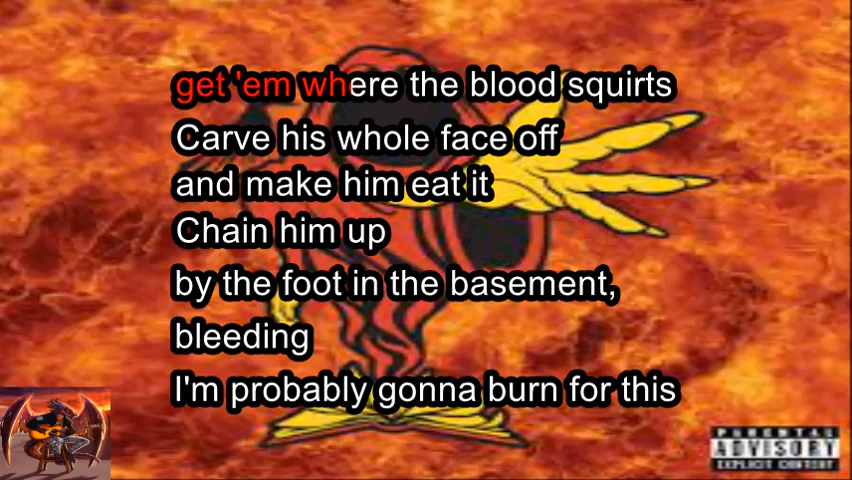 get 'em where the blood squirts
Carve his whole face off
and make him eat it
Chain him up
by the foot in the basement,
bleeding
I'm probably gonna burn for this
PARENTAL
ADVISORY
EXPLICIT CONTENT